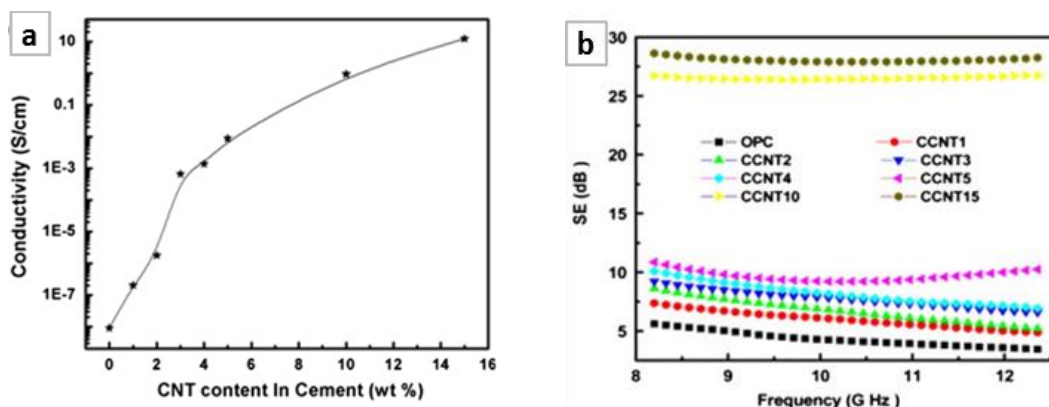 a
10
0.1
1E-3
1E-5
1E-7
Conductivity (S/cm)
0 2 4 6 8 10 12 14 16
CNT content In Cement (wt %)
b
30
25
20
15
10
5
SE (dB)
OPC CCNT1
CCNT2 CCNT3
CCNT4 CCNT5
CCNT10 CCNT15
8 9 10 11 12
Frequency (G Hz)